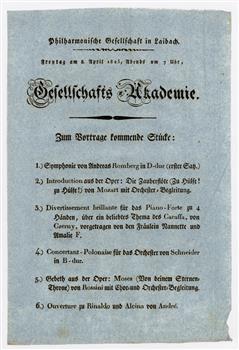 Philharmonische Gesellschaft in Laibach.
Freytag am 8. April 1825, Abends um 7 Uhr,
Gesellschafts Akademie.
Zum Vortrage kommende Stücke:
1.) Symphonie von Andreas Romberg in D-dur (erster Satz.)
2.) Introduction aus der Oper: Die Zauberflöte (Zu Hülfe!
zu Hülfe!) von Mozart mit Orchester-Begleitung.
3.) Divertissement brillante für das Piano-Forte zu 4
Händen, über ein beliebtes Thema des Caraffa, von
Czerny, vorgetragen von den Fräulein Nannette und
Amalie F.
4.) Concertant-Polonaise für das Orchester von Schneider
in B-dur.
5.) Gebeth aus der Oper: Moses (Von deinem Sternen-
Throne) von Rossini mit Chor-und Orchester-Begleitung.
6.) Ouverture zu Rinaldo und Alcina von André.